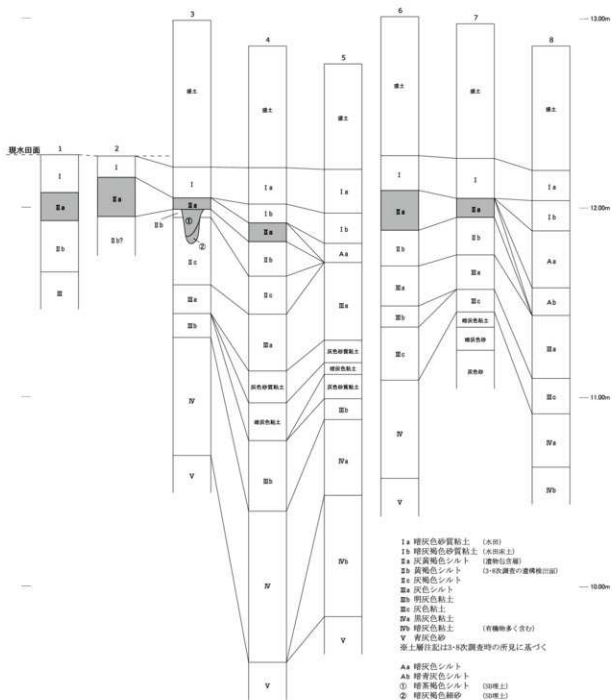 3
4
5
6
7
8
13.00m
盛土
盛土
盛土
盛土
盛土
盛土
現水田面
1
2
I
I
I
Ia
Ia
I
I
Ia
IIa
IIa
IIa
Ib
Ib
IIa
IIa
Ib
12.00m
IIb
IIb?
IIb
①
②
IIa
Aa
IIb
IIb
Aa
IIc
IIb
IIIa
IIIa
IIIa
Ab
III
IIIa
IIc
IIIb
IIIc
IIIa
IIIb
IIIa
灰色砂質粘土
暗灰色粘土
灰色砂質粘土
IIIc
暗灰色粘土
暗灰色砂
灰色砂
IIIc
11.00m
IV
灰色砂質粘土
暗灰色粘土
IIIb
IVa
IV
IVa
V
IIIb
IVb
V
IVb
IV
V
V
10.00m
Ia 暗灰色砂質粘土 (水田)
Ib 暗灰褐色砂質粘土 (水田床土)
IIa 灰黄褐色シルト (遺物包含層)
IIb 黄褐色シルト (3・8次調査の遺構検出面)
IIc 灰褐色シルト
IIIa 灰色シルト
IIIb 明灰色粘土
IIIc 灰色粘土
IVa 黒灰色粘土
IVb 暗灰色粘土 (有機物多く含む)
V 青灰色砂
※土層注記は3・8次調査時の所見に基づく
Aa 暗灰色シルト
Ab 暗青灰色シルト
① 暗茶褐色シルト (SD埋土)
② 暗灰褐色細砂 (SD埋土)